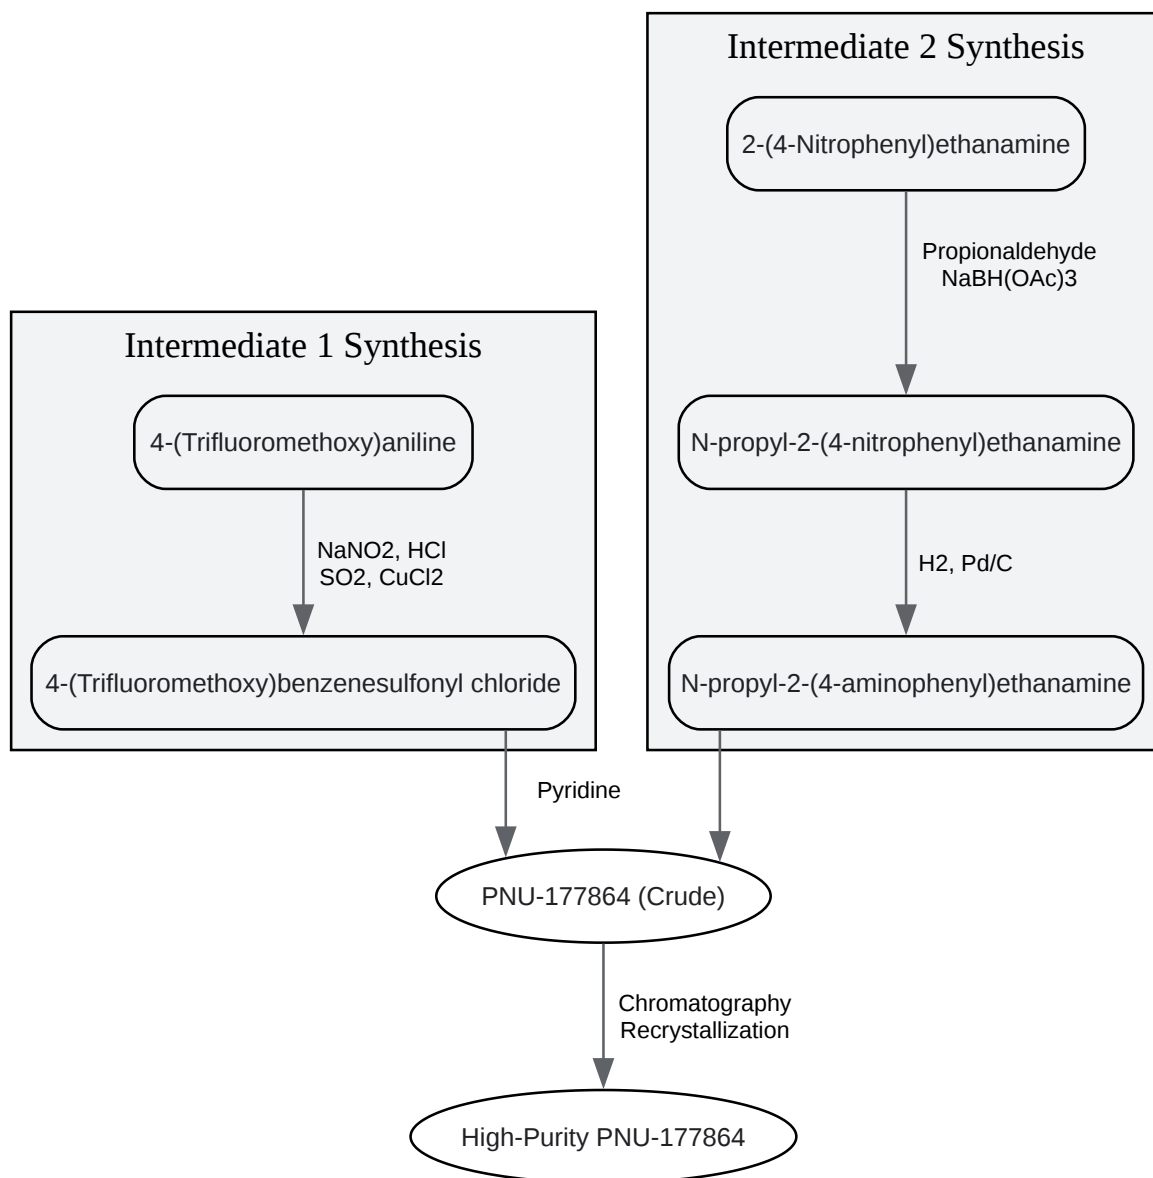 Intermediate 2 Synthesis
2-(4-Nitrophenyl)ethanamine
Propionaldehyde
NaBH(OAc)3
N-propyl-2-(4-nitrophenyl)ethanamine
H2, Pd/C
N-propyl-2-(4-aminophenyl)ethanamine
Intermediate 1 Synthesis
4-(Trifluoromethoxy)aniline
NaNO2, HCl
SO2, CuCl2
4-(Trifluoromethoxy)benzenesulfonyl chloride
Pyridine
PNU-177864 (Crude)
Chromatography
Recrystallization
High-Purity PNU-177864